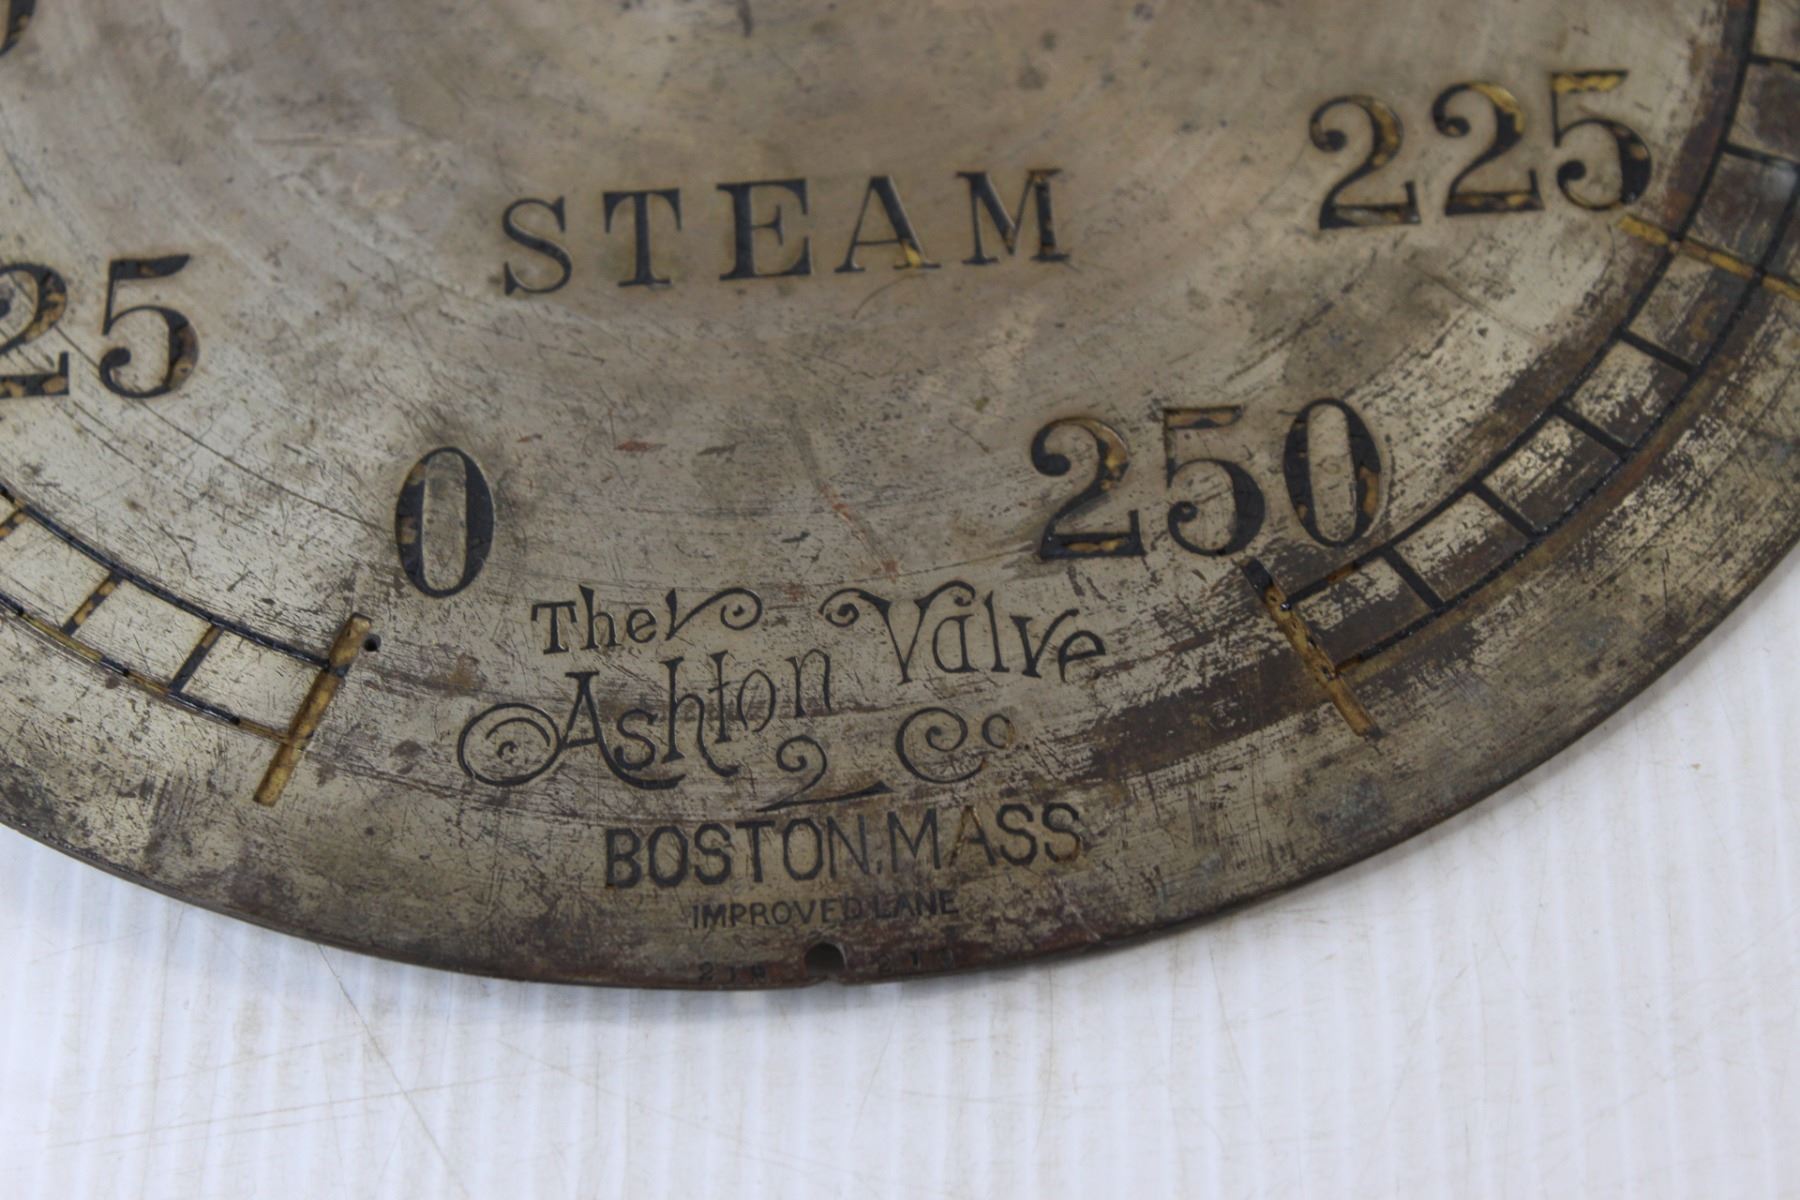 STEAM
225
25
0
250
The Ashton Valve Co.
BOSTON, MASS
IMPROVED LANE